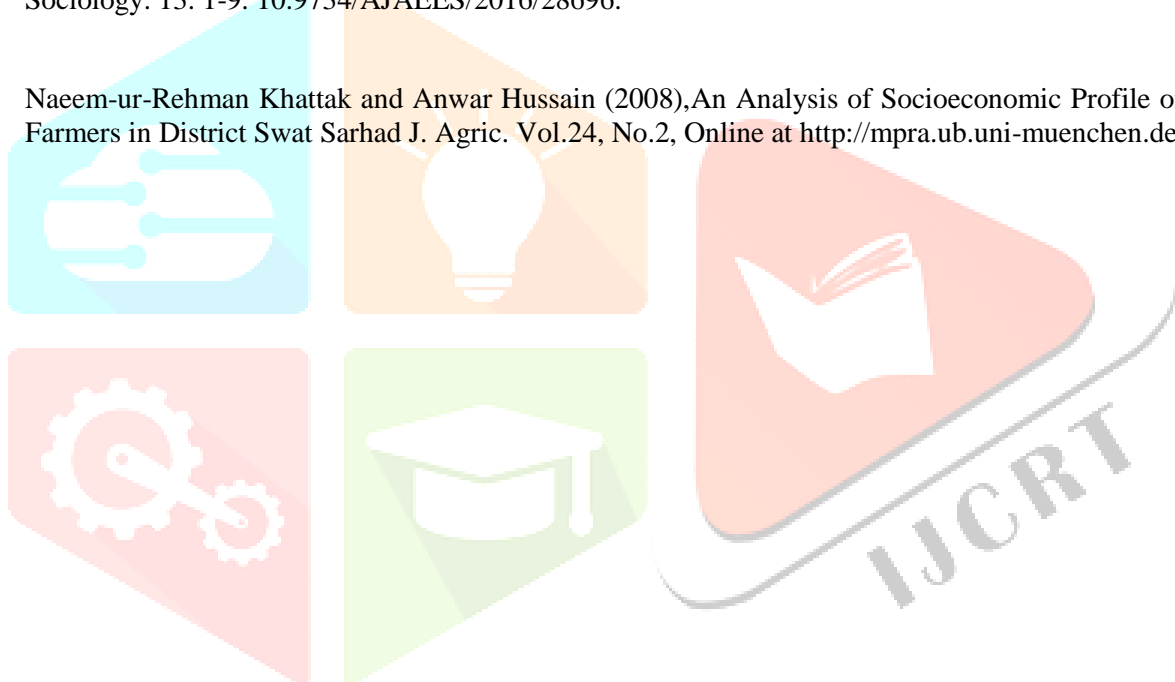 Sociology. 13. 1-9. 10.9734/AJAEES/2016/28696.
Naeem-ur-Rehman Khattak and Anwar Hussain (2008),An Analysis of Socioeconomic Profile o
Farmers in District Swat Sarhad J. Agric. Vol.24, No.2, Online at http://mpra.ub.uni-muenchen.de
IJCRT